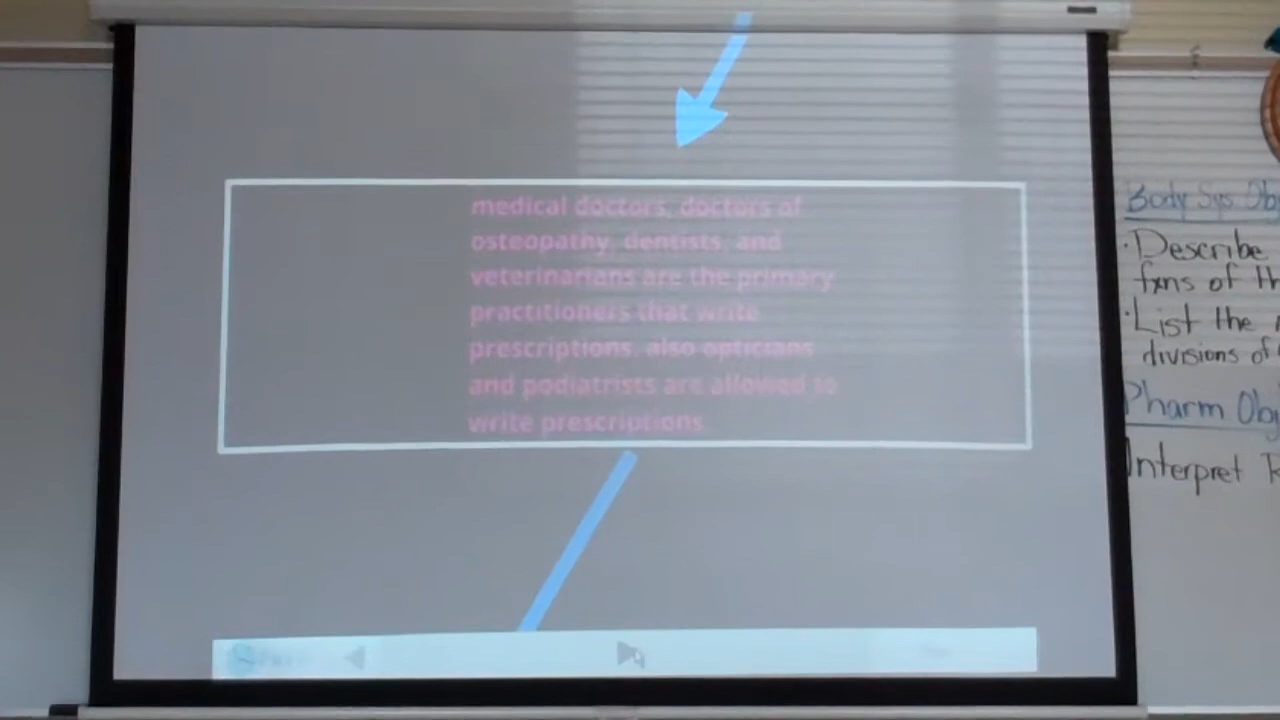 medical doctors, doctors of
osteopathy, dentists, and
veterinarians are the primary
practitioners that write
prescriptions. also opticians
and podiatrists are allowed to
write prescriptions
Body Sys Obj
·Describe
fxns of th
·List the
divisions of
Pharm Obj
Interpret R